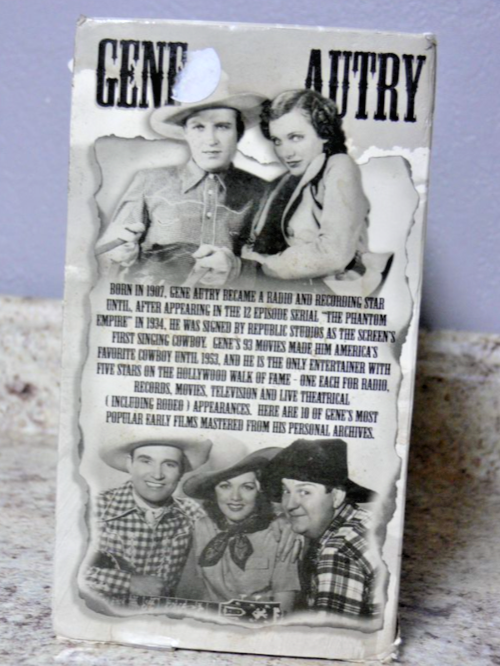 GENE AUTRY
BORN IN 1907, GENE AUTRY BECAME A RADIO AND RECORDING STAR
UNTIL, AFTER APPEARING IN THE 12 EPISODE SERIAL "THE PHANTOM
EMPIRE" IN 1934, HE WAS SIGNED BY REPUBLIC STUDIOS AS THE SCREEN'S
FIRST SINGING COWBOY. GENE'S 93 MOVIES MADE HIM AMERICA'S
FAVORITE COWBOY UNTIL 1953, AND HE IS THE ONLY ENTERTAINER WITH
FIVE STARS ON THE HOLLYWOOD WALK OF FAME - ONE EACH FOR RADIO,
RECORDS, MOVIES, TELEVISION AND LIVE THEATRICAL
( INCLUDING RODEO ) APPEARANCES. HERE ARE 10 OF GENE'S MOST
POPULAR EARLY FILMS MASTERED FROM HIS PERSONAL ARCHIVES.